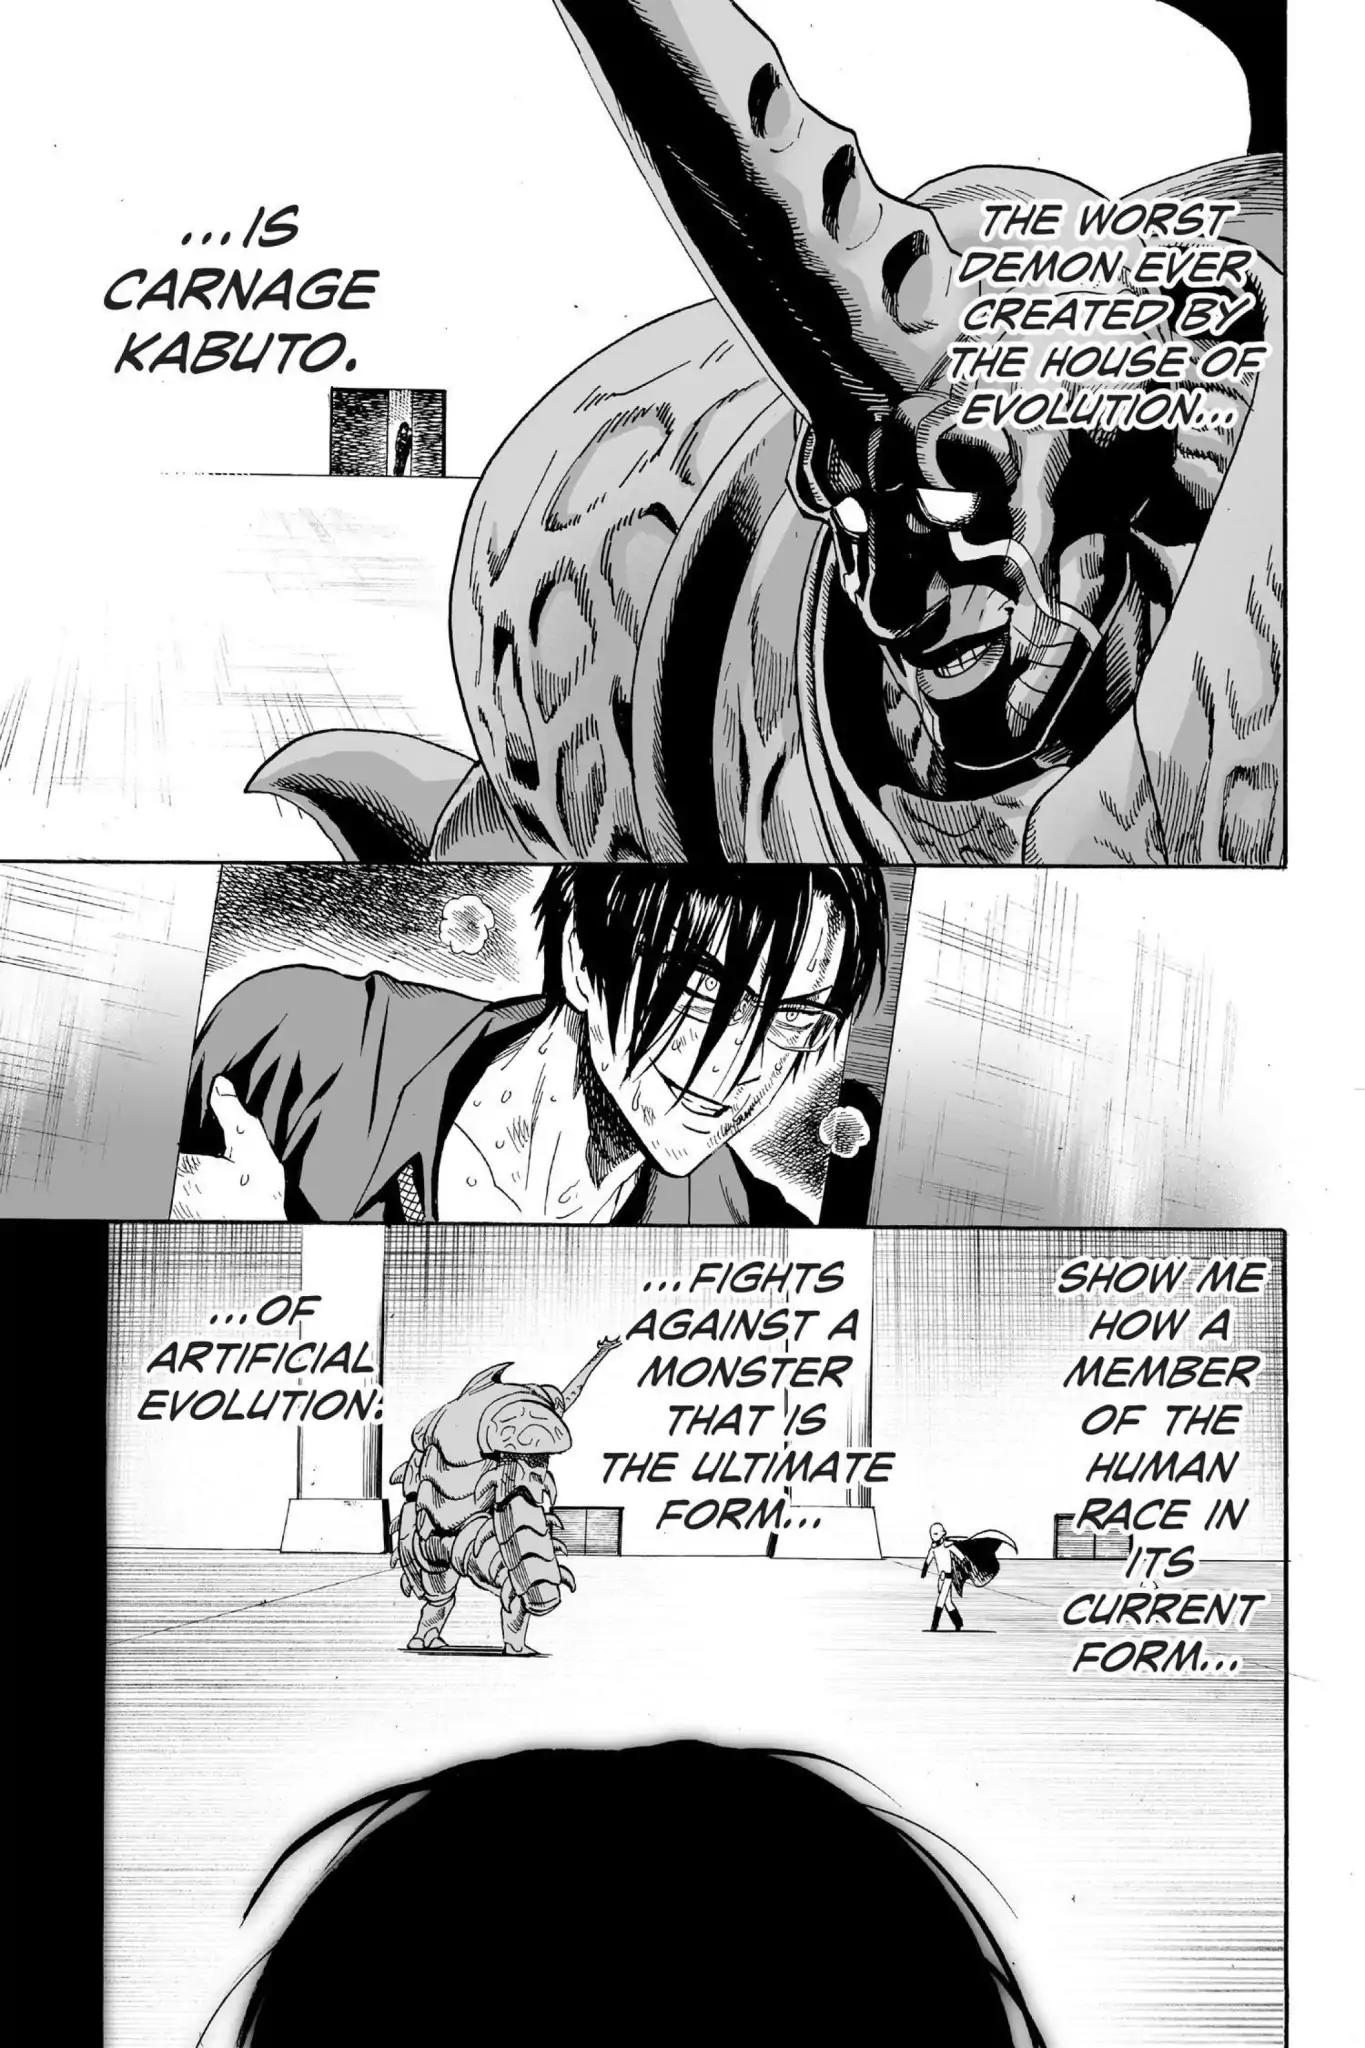 THE WORST
DEMON EVER
CREATED BY
THE HOUSE OF
EVOLUTION...
...IS
CARNAGE
KABUTO.
SHOW ME
HOW A
MEMBER
OF THE
HUMAN
RACE IN
ITS
CURRENT
FORM...
...FIGHTS
AGAINST A
MONSTER
THAT IS
THE ULTIMATE
FORM...
...OF
ARTIFICIAL
EVOLUTION.